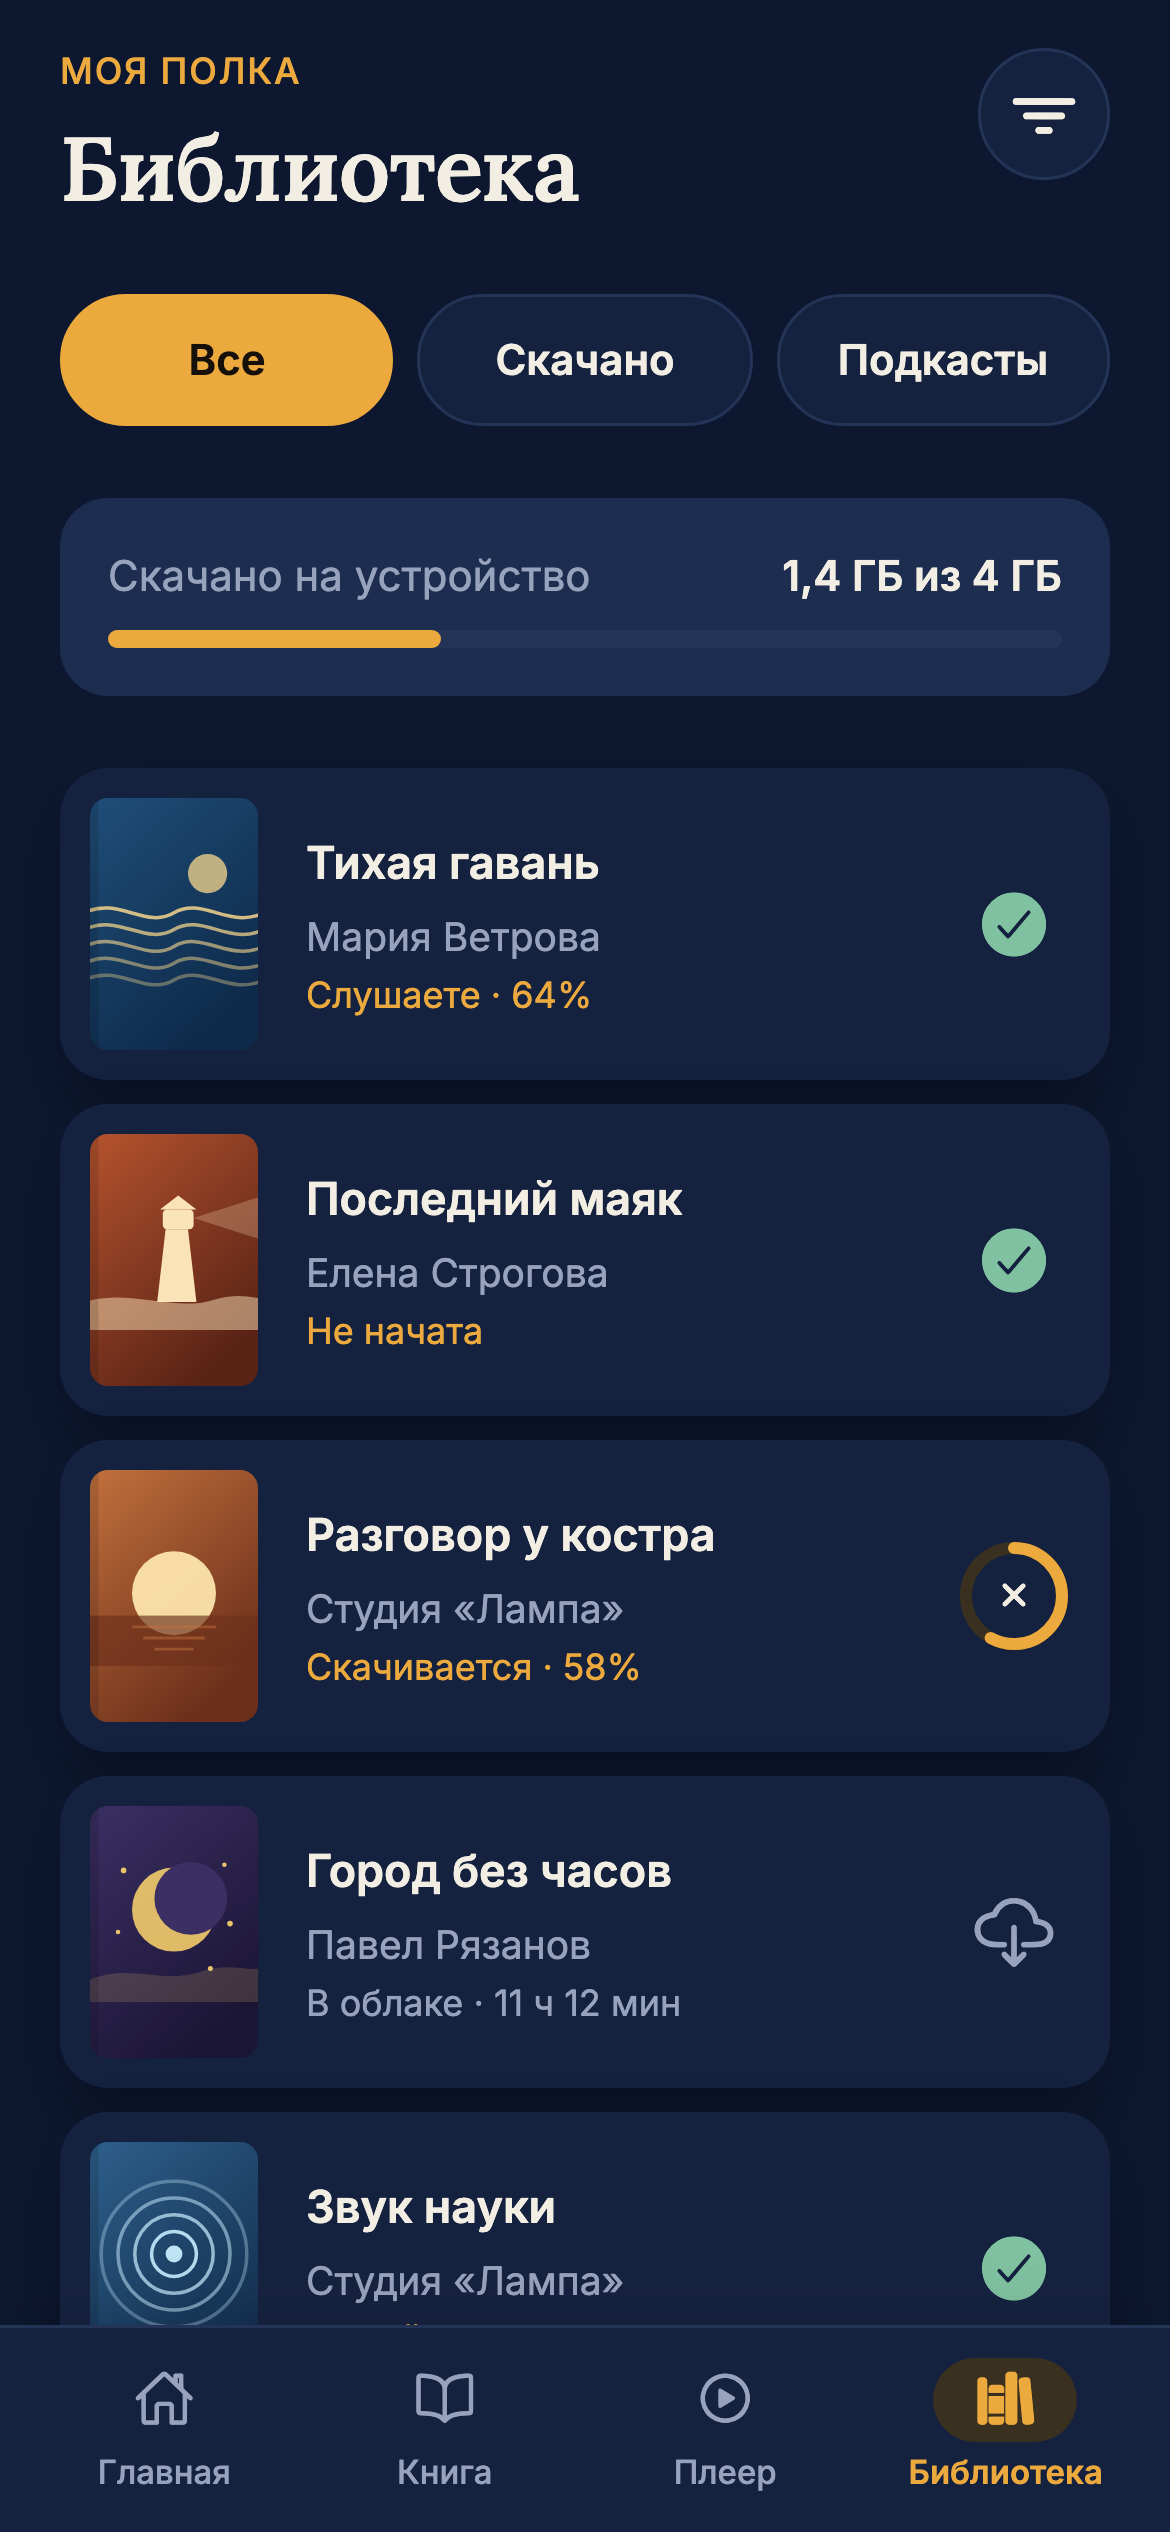 МОЯ ПОЛКА
Библиотека
Все
Скачано
Подкасты
Скачано на устройство
1,4 ГБ из 4 ГБ
Тихая гавань
Мария Ветрова
Слушаете · 64%
Последний маяк
Елена Строгова
Не начата
Разговор у костра
Студия «Лампа»
Скачивается · 58%
Город без часов
Павел Рязанов
В облаке · 11 ч 12 мин
Звук науки
Студия «Лампа»
Главная
Книга
Плеер
Библиотека